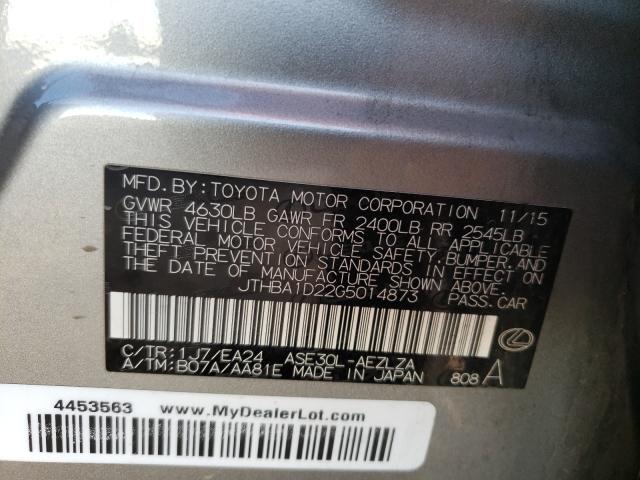 MFD. BY: TOYOTA MOTOR CORPORATION 11/15
GVWR 4630LB GAWR FR 2400LB RR 2545LB
THIS VEHICLE CONFORMS TO ALL APPLICABLE
FEDERAL MOTOR VEHICLE SAFETY, BUMPER, AND
THEFT PREVENTION STANDARDS IN EFFECT ON
THE DATE OF MANUFACTURE SHOWN ABOVE.
JTHBA1D22G5014873 PASS. CAR
C/TR: 1J7/EA24 ASE30L-AEZLZA
A/TM: B07A/AA81E MADE IN JAPAN 808 A
4453563 www.MyDealerLot.com